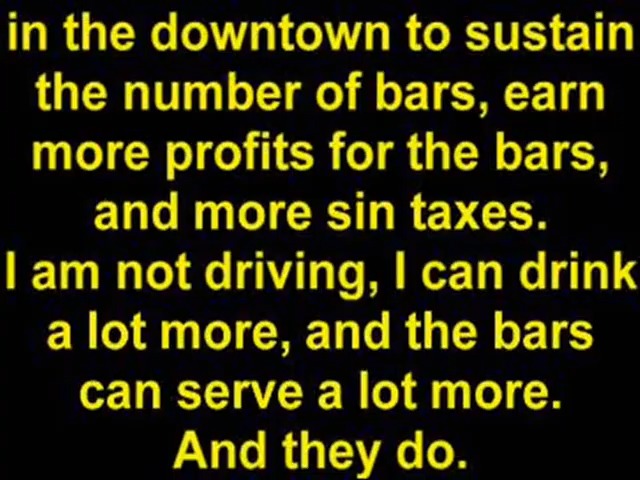 in the downtown to sustain
the number of bars, earn
more profits for the bars,
and more sin taxes.
I am not driving, I can drink
a lot more, and the bars
can serve a lot more.
And they do.